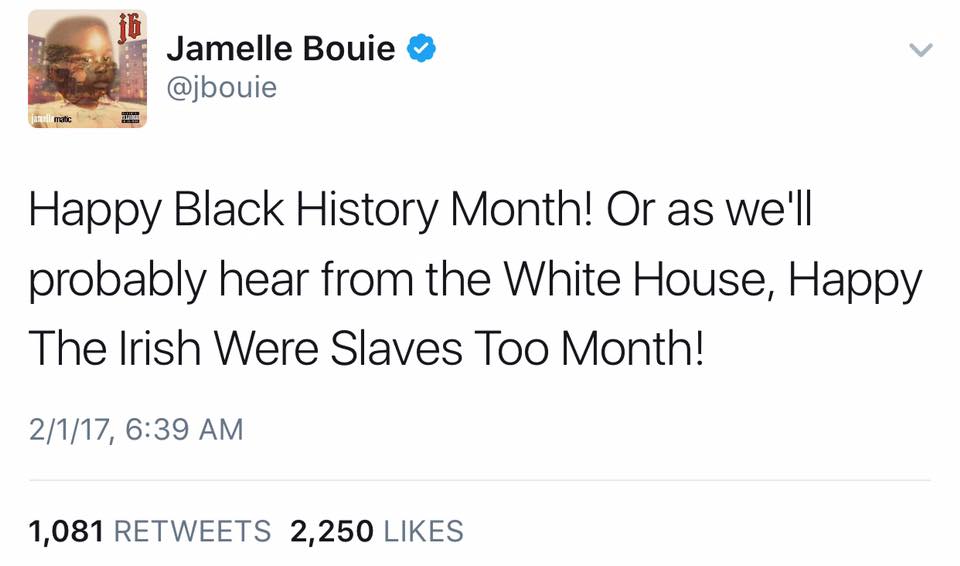 jb
jamellematic
Jamelle Bouie
@jbouie
Happy Black History Month! Or as we'll
probably hear from the White House, Happy
The Irish Were Slaves Too Month!
2/1/17, 6:39 AM
1,081 RETWEETS 2,250 LIKES